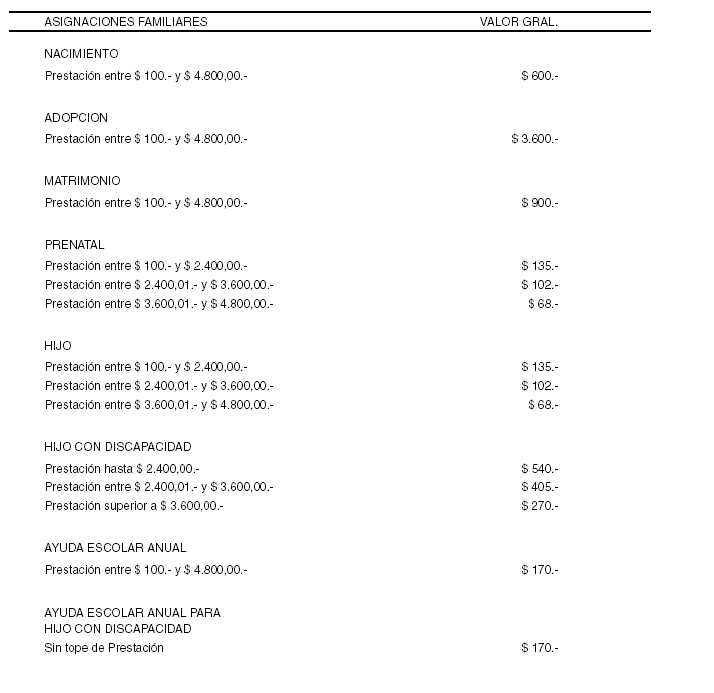 ASIGNACIONES FAMILIARES VALOR GRAL.
NACIMIENTO
Prestación entre $ 100.- y $ 4.800,00.- $ 600.-
ADOPCION
Prestación entre $ 100.- y $ 4.800,00.- $ 3.600.-
MATRIMONIO
Prestación entre $ 100.- y $ 4.800,00.- $ 900.-
PRENATAL
Prestación entre $ 100.- y $ 2.400,00.- $ 135.-
Prestación entre $ 2.400,01.- y $ 3.600,00.- $ 102.-
Prestación entre $ 3.600,01.- y $ 4.800,00.- $ 68.-
HIJO
Prestación entre $ 100.- y $ 2.400,00.- $ 135.-
Prestación entre $ 2.400,01.- y $ 3.600,00.- $ 102.-
Prestación entre $ 3.600,01.- y $ 4.800,00.- $ 68.-
HIJO CON DISCAPACIDAD
Prestación hasta $ 2.400,00.- $ 540.-
Prestación entre $ 2.400,01.- y $ 3.600,00.- $ 405.-
Prestación superior a $ 3.600,00.- $ 270.-
AYUDA ESCOLAR ANUAL
Prestación entre $ 100.- y $ 4.800,00.- $ 170.-
AYUDA ESCOLAR ANUAL PARA
HIJO CON DISCAPACIDAD
Sin tope de Prestación $ 170.-